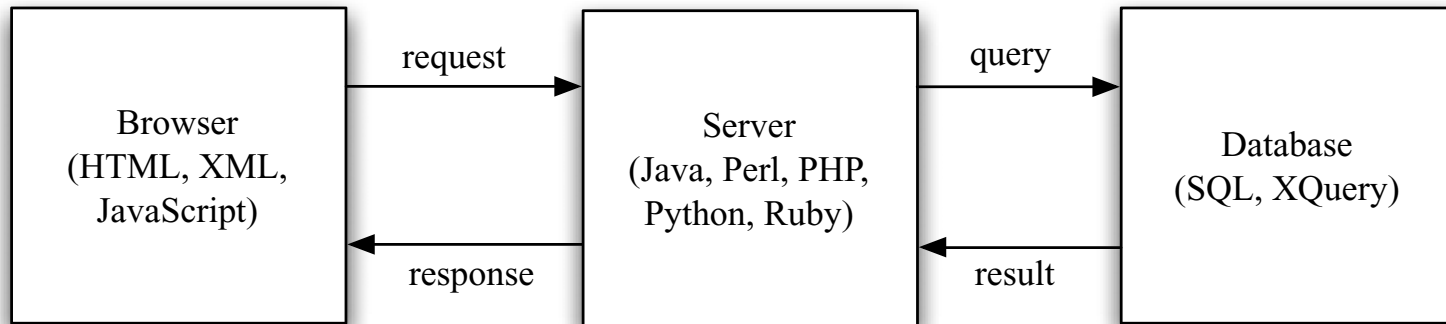 request
query
Browser
(HTML, XML,
JavaScript)
Server
(Java, Perl, PHP,
Python, Ruby)
Database
(SQL, XQuery)
response
result